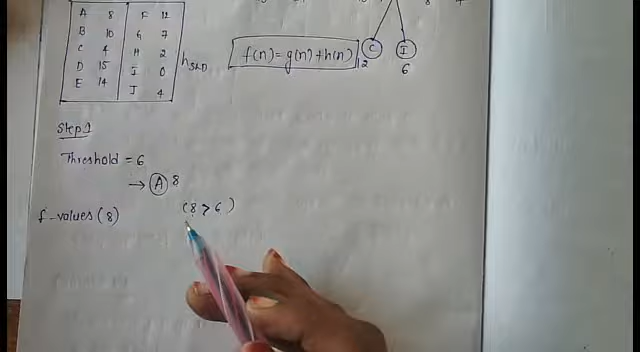 A 8 F 12
B 10 G 7
C 4 H 2
D 15 I 0
E 14 J 4
hSLD
f(n) = g(n) + h(n)
C I
12 6
Step 1
Threshold = 6
→ A 8
f-values (8) (8 > 6)